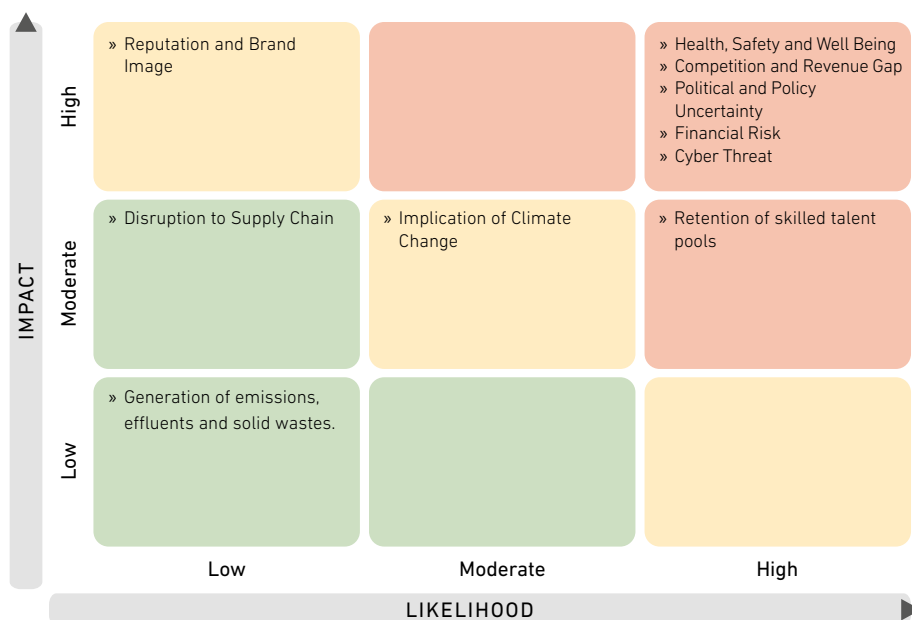 IMPACT
High
» Reputation and Brand
Image
» Health, Safety and Well Being
» Competition and Revenue Gap
» Political and Policy
Uncertainty
» Financial Risk
» Cyber Threat
Moderate
» Disruption to Supply Chain
» Implication of Climate
Change
» Retention of skilled talent
pools
Low
» Generation of emissions,
effluents and solid wastes.
Low
Moderate
High
LIKELIHOOD